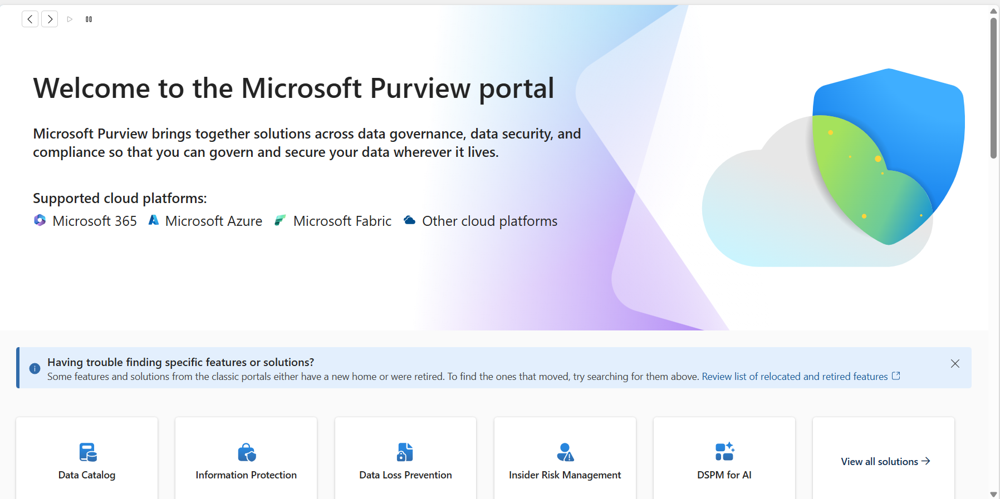 Welcome to the Microsoft Purview portal
Microsoft Purview brings together solutions across data governance, data security, and
compliance so that you can govern and secure your data wherever it lives.
Supported cloud platforms:
Microsoft 365 Microsoft Azure Microsoft Fabric Other cloud platforms
Having trouble finding specific features or solutions?
Some features and solutions from the classic portals either have a new home or were retired. To find the ones that moved, try searching for them above. Review list of relocated and retired features
Data Catalog
Information Protection
Data Loss Prevention
Insider Risk Management
DSPM for AI
View all solutions